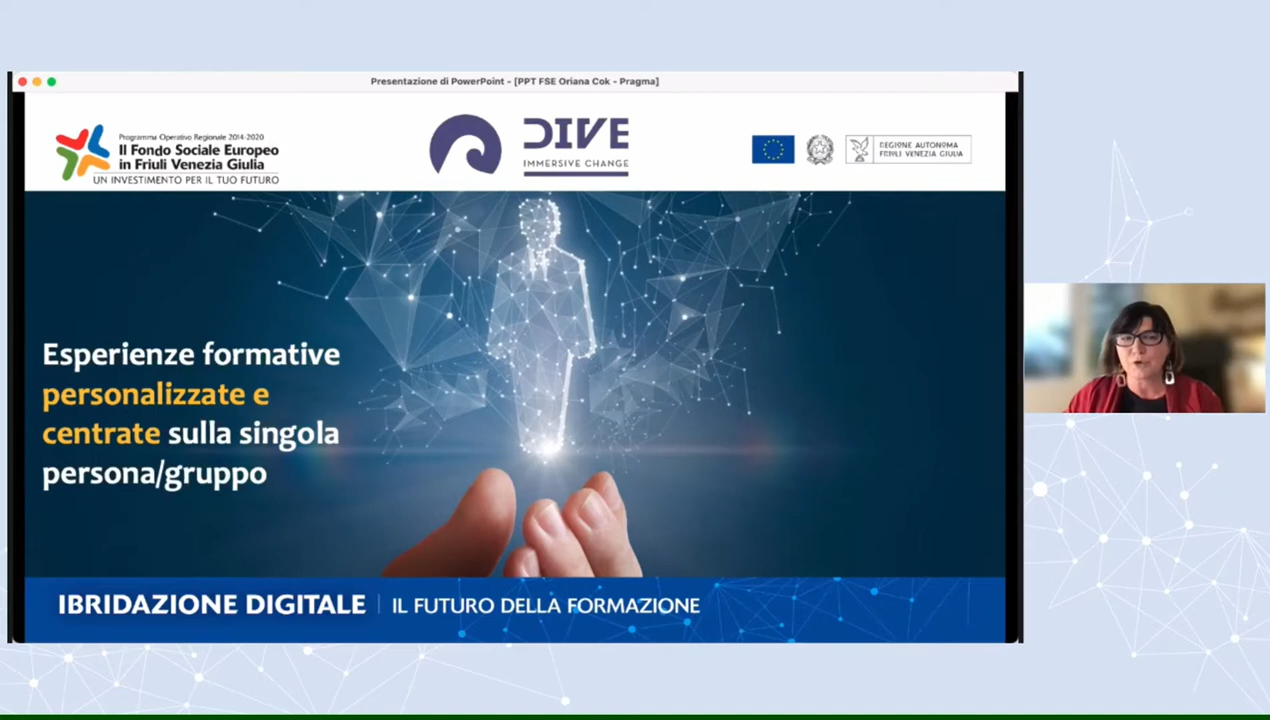 Presentazione di PowerPoint - [PPT FSE Oriana Cok - Pragma]
Programma Operativo Regionale 2014-2020
Il Fondo Sociale Europeo
in Friuli Venezia Giulia
UN INVESTIMENTO PER IL TUO FUTURO
DIVE
IMMERSIVE CHANGE
REGIONE AUTONOMA
FRIULI VENEZIA GIULIA
Esperienze formative
personalizzate e
centrate sulla singola
persona/gruppo
IBRIDAZIONE DIGITALE | IL FUTURO DELLA FORMAZIONE